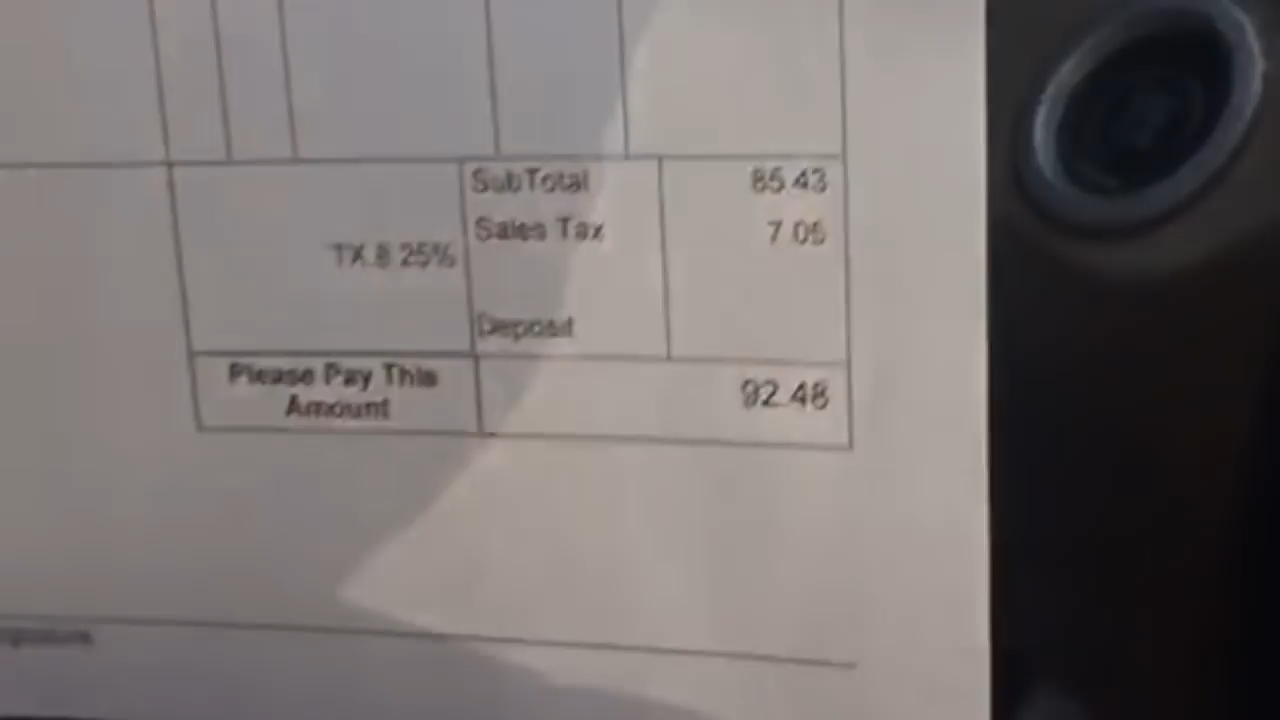 SubTotal 85.43
Sales Tax 7.05
TX 8.25%
Deposit
Please Pay This
Amount
92.48